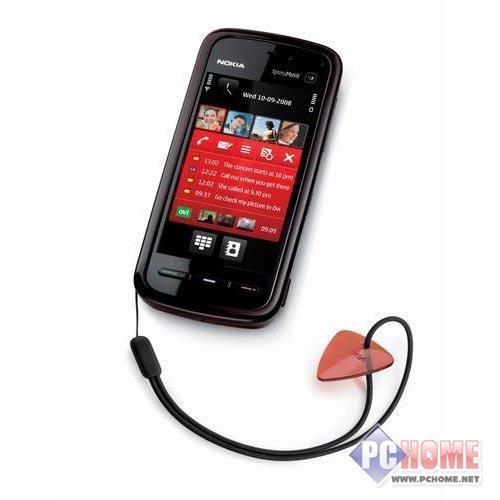 NOKIA
XpressMusic
Wed 10-09-2008
13:02 The concert starts at 10 pm
12:22 Call me when you get there
12:02 She called at 9.30 pm
09:37 Go check my picture in Ovi
ovi
09.09
PCHOME
WWW.PCHOME.NET